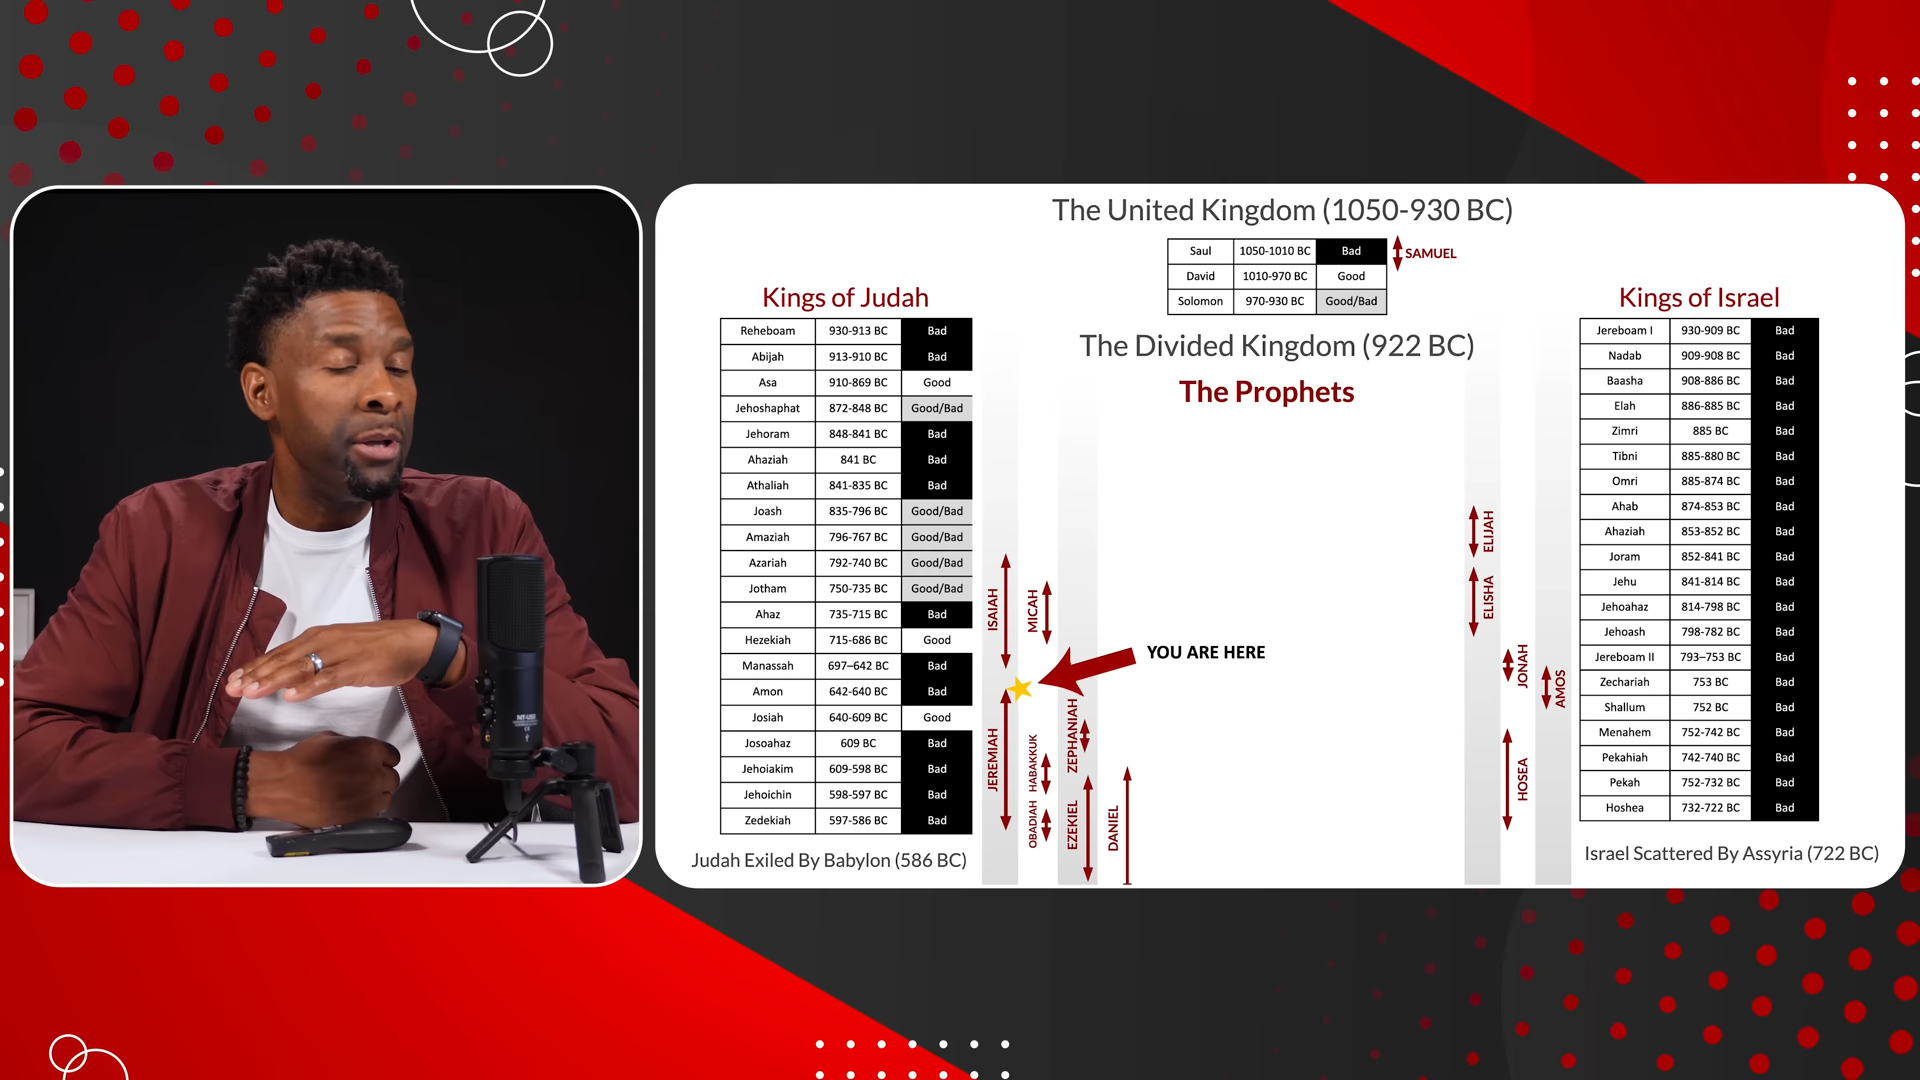 The United Kingdom (1050-930 BC)
Saul 1050-1010 BC Bad
David 1010-970 BC Good
Solomon 970-930 BC Good/Bad
SAMUEL
Kings of Judah
Reheboam 930-913 BC Bad
Abijah 913-910 BC Bad
Asa 910-869 BC Good
Jehoshaphat 872-848 BC Good/Bad
Jehoram 848-841 BC Bad
Ahaziah 841 BC Bad
Athaliah 841-835 BC Bad
Joash 835-796 BC Good/Bad
Amaziah 796-767 BC Good/Bad
Azariah 792-740 BC Good/Bad
Jotham 750-735 BC Good/Bad
Ahaz 735-715 BC Bad
Hezekiah 715-686 BC Good
Manassah 697–642 BC Bad
Amon 642-640 BC Bad
Josiah 640-609 BC Good
Josoahaz 609 BC Bad
Jehoiakim 609-598 BC Bad
Jehoichin 598-597 BC Bad
Zedekiah 597-586 BC Bad
Judah Exiled By Babylon (586 BC)
The Divided Kingdom (922 BC)
The Prophets
ISAIAH
MICAH
YOU ARE HERE
JEREMIAH
HABAKKUK
ZEPHANIAH
OBADIAH
EZEKIEL
DANIEL
ELIJAH
ELISHA
JONAH
AMOS
HOSEA
Kings of Israel
Jereboam I 930-909 BC Bad
Nadab 909-908 BC Bad
Baasha 908-886 BC Bad
Elah 886-885 BC Bad
Zimri 885 BC Bad
Tibni 885-880 BC Bad
Omri 885-874 BC Bad
Ahab 874-853 BC Bad
Ahaziah 853-852 BC Bad
Joram 852-841 BC Bad
Jehu 841-814 BC Bad
Jehoahaz 814-798 BC Bad
Jehoash 798-782 BC Bad
Jereboam II 793–753 BC Bad
Zechariah 753 BC Bad
Shallum 752 BC Bad
Menahem 752-742 BC Bad
Pekahiah 742-740 BC Bad
Pekah 752-732 BC Bad
Hoshea 732-722 BC Bad
Israel Scattered By Assyria (722 BC)
NT-USB